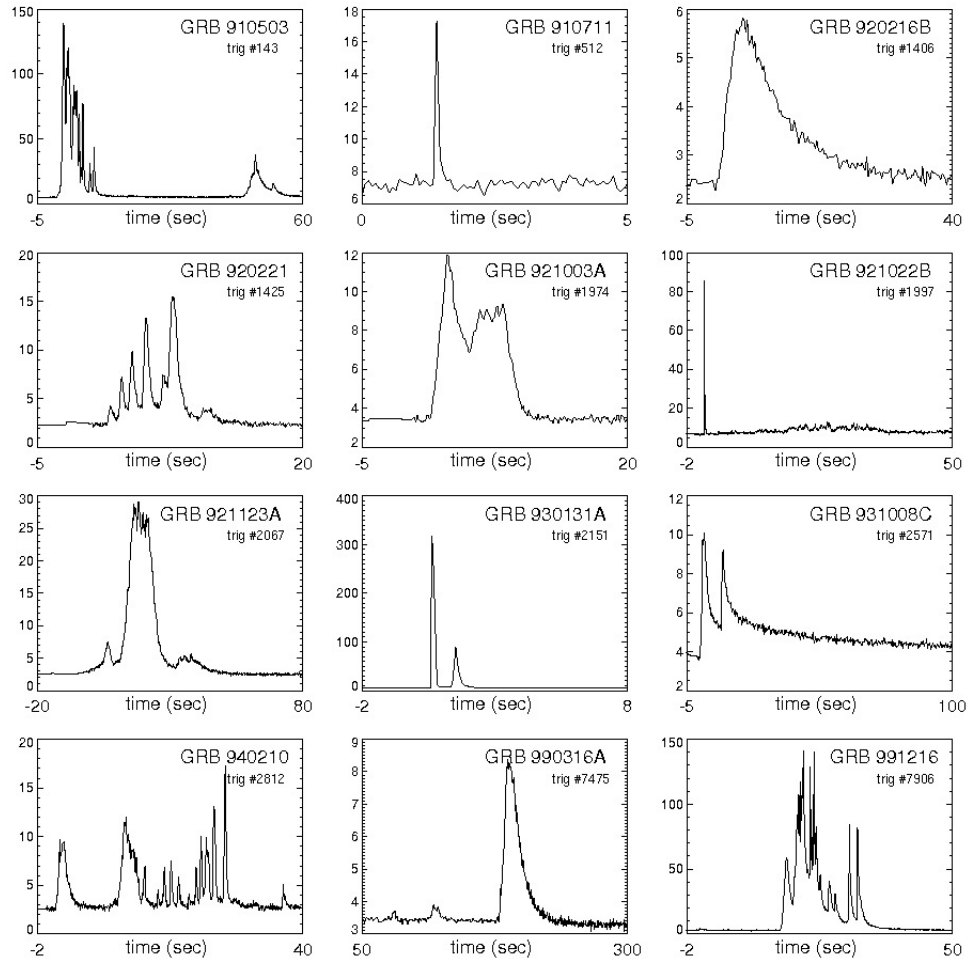 150
GRB 910503
trig #143
100
50
0
-5
time (sec)
60
18
GRB 910711
trig #512
16
14
12
10
8
6
0
time (sec)
5
6
GRB 920216B
trig #1406
5
4
3
2
-5
time (sec)
40
20
GRB 920221
trig #1425
15
10
5
0
-5
time (sec)
20
12
GRB 921003A
trig #1974
10
8
6
4
2
-5
time (sec)
20
100
GRB 921022B
trig #1997
80
60
40
20
0
-2
time (sec)
50
30
GRB 921123A
trig #2067
25
20
15
10
5
0
-20
time (sec)
80
400
GRB 930131A
trig #2151
300
200
100
0
-2
time (sec)
8
12
GRB 931008C
trig #2571
10
8
6
4
2
-5
time (sec)
100
20
GRB 940210
trig #2812
15
10
5
0
-2
time (sec)
40
9
GRB 990316A
trig #7475
8
7
6
5
4
3
50
time (sec)
300
150
GRB 991216
trig #7906
100
50
0
-2
time (sec)
50